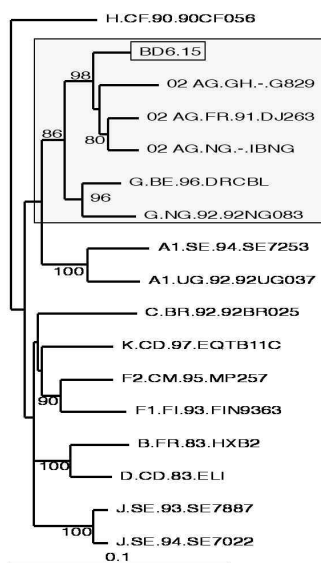 H.CF.90.90CF056
BD6.15
98
02 AG.GH.-.G829
02 AG.FR.91.DJ263
80
86
02 AG.NG.-.IBNG
G.BE.96.DRCBL
96
G.NG.92.92NG083
A1.SE.94.SE7253
100
A1.UG.92.92UG037
C.BR.92.92BR025
K.CD.97.EQTB11C
F2.CM.95.MP257
90
F1.FI.93.FIN9363
B.FR.83.HXB2
100
D.CD.83.ELI
J.SE.93.SE7887
100
J.SE.94.SE7022
0.1